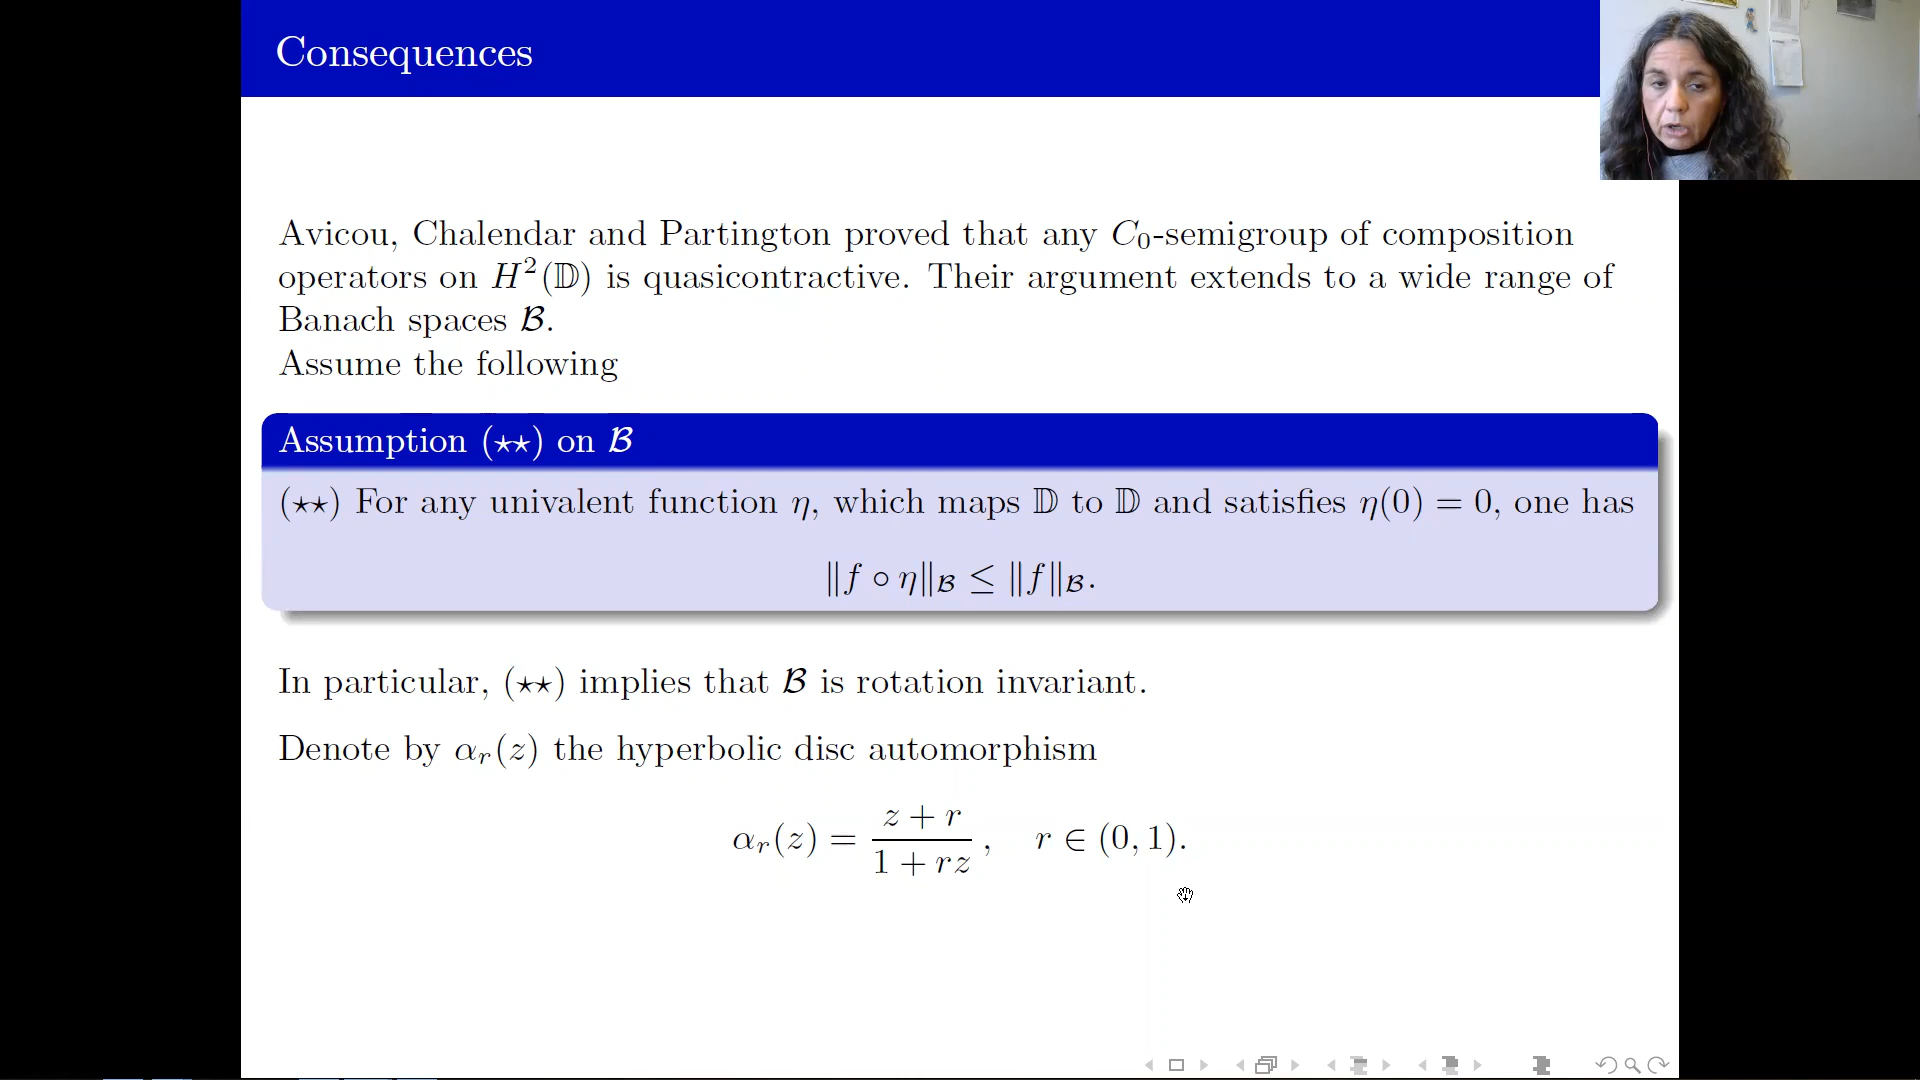 Consequences
Avicou, Chalendar and Partington proved that any C₀-semigroup of composition
operators on H²(𝔻) is quasicontractive. Their argument extends to a wide range of
Banach spaces ℬ.
Assume the following
Assumption (⋆⋆) on ℬ
(⋆⋆) For any univalent function η, which maps 𝔻 to 𝔻 and satisfies η(0) = 0, one has
‖f ∘ η‖_ℬ ≤ ‖f‖_ℬ.
In particular, (⋆⋆) implies that ℬ is rotation invariant.
Denote by αᵣ(z) the hyperbolic disc automorphism
αᵣ(z) = (z + r)/(1 + rz), r ∈ (0, 1).